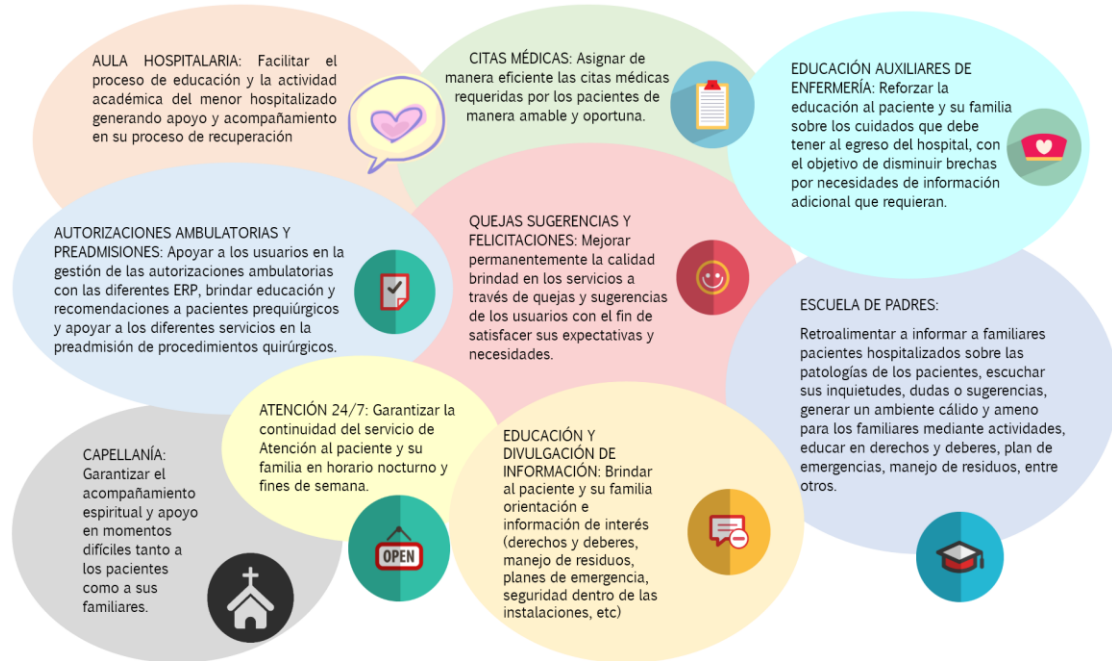 AULA HOSPITALARIA: Facilitar el
proceso de educación y la actividad
académica del menor hospitalizado
generando apoyo y acompañamiento
en su proceso de recuperación
CITAS MÉDICAS: Asignar de
manera eficiente las citas médicas
requeridas por los pacientes de
manera amable y oportuna.
EDUCACIÓN AUXILIARES DE
ENFERMERÍA: Reforzar la
educación al paciente y su familia
sobre los cuidados que debe
tener al egreso del hospital, con
el objetivo de disminuir brechas
por necesidades de información
adicional que requieran.
AUTORIZACIONES AMBULATORIAS Y
PREADMISIONES: Apoyar a los usuarios en la
gestión de las autorizaciones ambulatorias
con las diferentes ERP, brindar educación y
recomendaciones a pacientes prequiúrgicos
y apoyar a los diferentes servicios en la
preadmisión de procedimientos quirúrgicos.
QUEJAS SUGERENCIAS Y
FELICITACIONES: Mejorar
permanentemente la calidad
brindad en los servicios a
través de quejas y sugerencias
de los usuarios con el fin de
satisfacer sus expectativas y
necesidades.
ESCUELA DE PADRES:
Retroalimentar a informar a familiares
pacientes hospitalizados sobre las
patologías de los pacientes, escuchar
sus inquietudes, dudas o sugerencias,
generar un ambiente cálido y ameno
para los familiares mediante actividades,
educar en derechos y deberes, plan de
emergencias, manejo de residuos, entre
otros.
ATENCIÓN 24/7: Garantizar la
continuidad del servicio de
Atención al paciente y su
familia en horario nocturno y
fines de semana.
OPEN
CAPELLANÍA:
Garantizar el
acompañamiento
espiritual y apoyo
en momentos
difíciles tanto a
los pacientes
como a sus
familiares.
EDUCACIÓN Y
DIVULGACIÓN DE
INFORMACIÓN: Brindar
al paciente y su familia
orientación e
información de interés
(derechos y deberes,
manejo de residuos,
planes de emergencia,
seguridad dentro de las
instalaciones, etc)